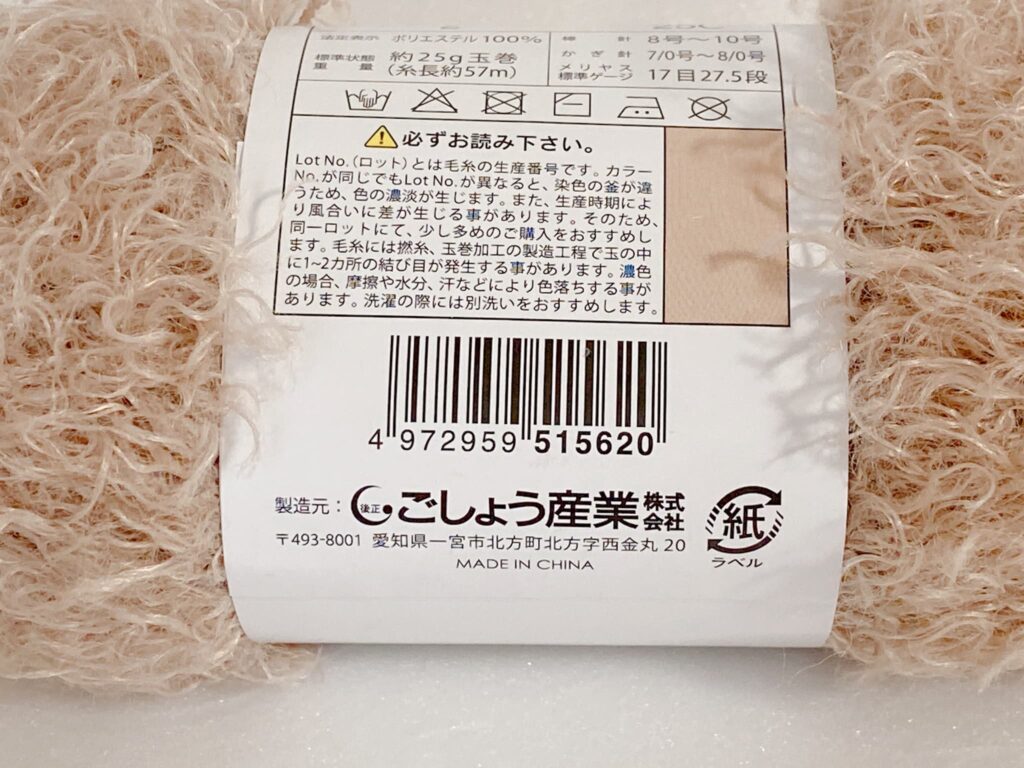 ポリエステル100%
棒針 8号〜10号
標準状態重量 約25g玉巻
(糸長約57m)
かぎ針 7/0号〜8/0号
メリヤス標準ゲージ 17目27.5段
必ずお読み下さい。
Lot No.(ロット)とは毛糸の生産番号です。カラー
No.が同じでもLot No.が異なると、染色の釜が違
うため、色の濃淡が生じます。また、生産時期によ
り風合いに差が生じる事があります。そのため、
同一ロットにて、少し多めのご購入をおすすめし
ます。毛糸には撚糸、玉巻加工の製造工程で玉の中
に1~2カ所の結び目が発生する事があります。濃色
の場合、摩擦や水分、汗などにより色落ちする事が
あります。洗濯の際には別洗いをおすすめします。
4 972959 515620
製造元: 後正 ごしょう産業株式会社
〒493-8001 愛知県一宮市北方町北方字西金丸 20
MADE IN CHINA
紙
ラベル